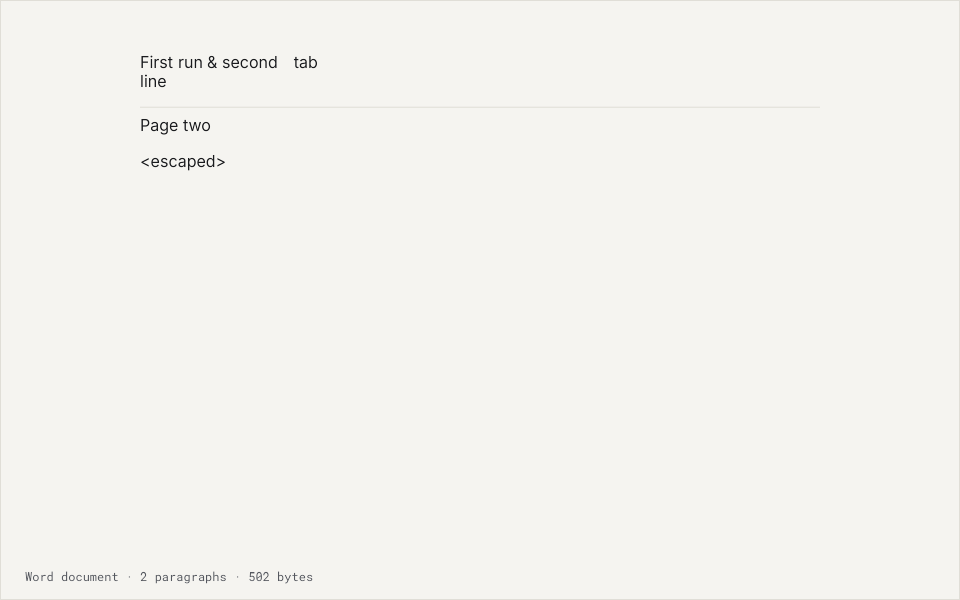 First run & second tab
line
Page two
<escaped>
Word document · 2 paragraphs · 502 bytes